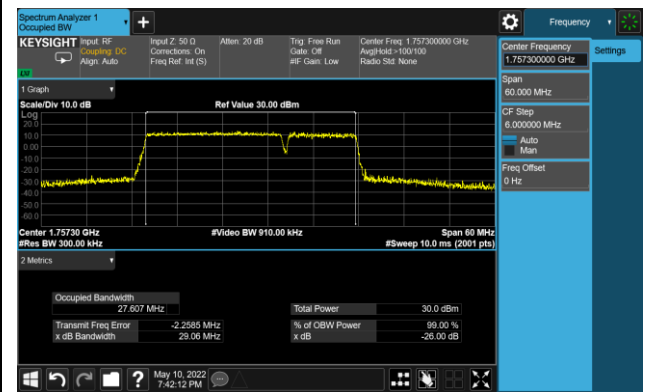 Spectrum Analyzer 1
Occupied BW
+
Frequency
KEYSIGHT
Input: RF
Coupling: DC
Align: Auto
Input Z: 50 Ω
Corrections: On
Freq Ref: Int (S)
Atten: 20 dB
Trig: Free Run
Gate: Off
#IF Gain: Low
Center Freq: 1.757300000 GHz
Avg|Hold:>100/100
Radio Std: None
Center Frequency
1.757300000 GHz
Settings
Span
60.000 MHz
CF Step
6.000000 MHz
Auto
Man
Freq Offset
0 Hz
1 Graph
Scale/Div 10.0 dB
Ref Value 30.00 dBm
Log
20.0
10.0
0.00
-10.0
-20.0
-30.0
-40.0
-50.0
-60.0
Center 1.75730 GHz
#Video BW 910.00 kHz
Span 60 MHz
#Res BW 300.00 kHz
#Sweep 10.0 ms (2001 pts)
2 Metrics
Occupied Bandwidth
27.607 MHz
Total Power 30.0 dBm
Transmit Freq Error -2.2585 MHz
% of OBW Power 99.00 %
x dB Bandwidth 29.06 MHz
x dB -26.00 dB
?
May 10, 2022
7:42:12 PM